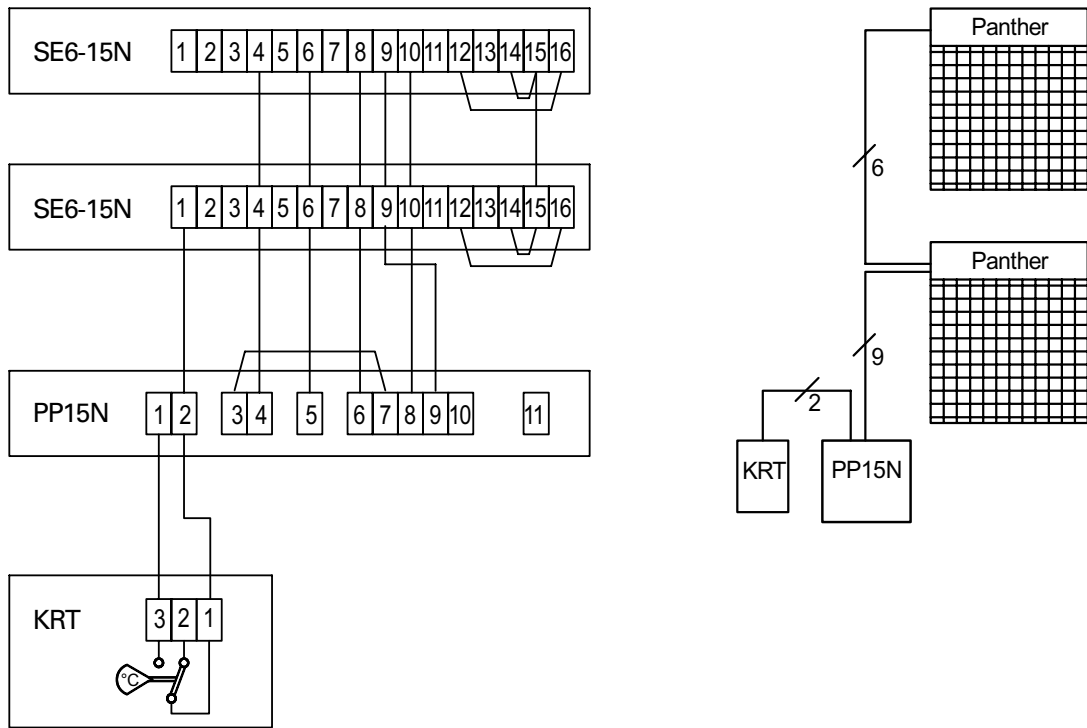 SE6-15N 1 2 3 4 5 6 7 8 9 10 11 12 13 14 15 16
SE6-15N 1 2 3 4 5 6 7 8 9 10 11 12 13 14 15 16
PP15N 1 2 3 4 5 6 7 8 9 10 11
KRT 3 2 1
°C
Panther
6
Panther
9
2
KRT
PP15N